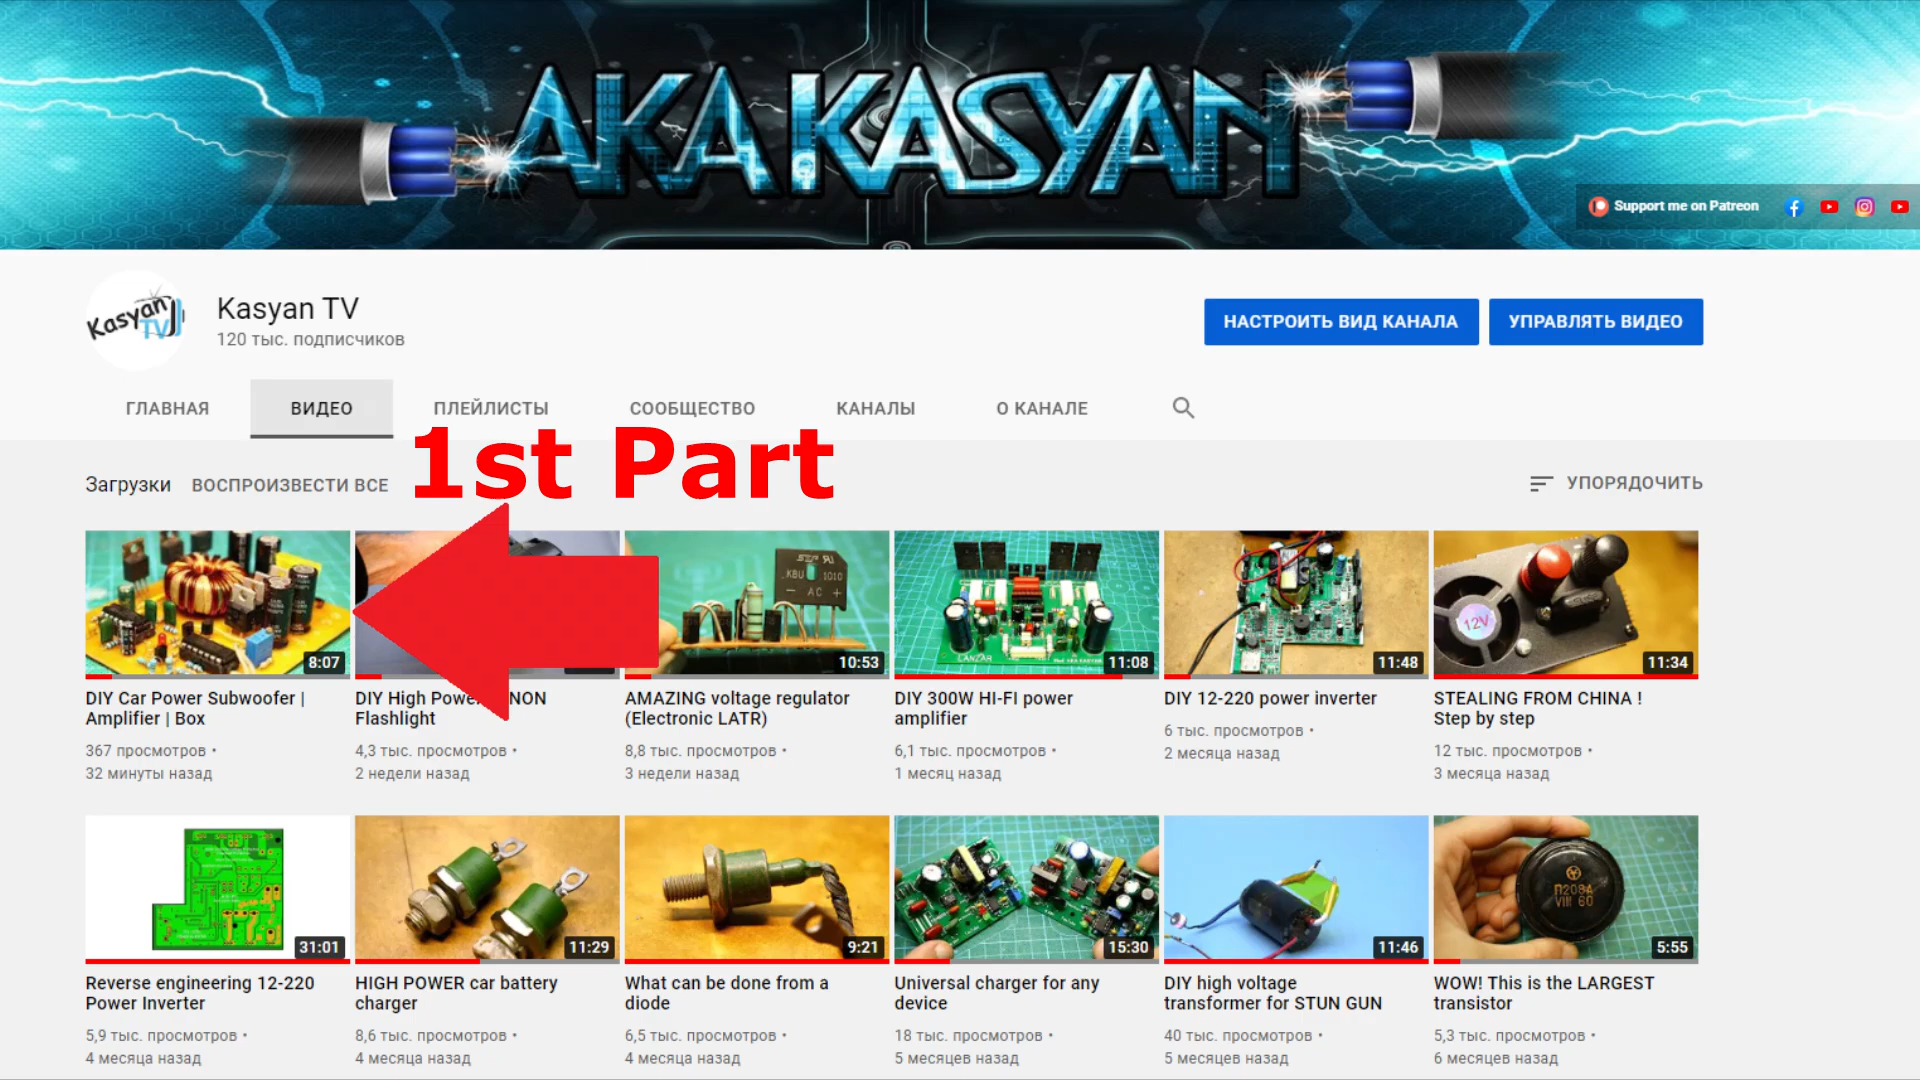 AKA KASYAN
Support me on Patreon
Kasyan TV
Kasyan TV
120 тыс. подписчиков
НАСТРОИТЬ ВИД КАНАЛА
УПРАВЛЯТЬ ВИДЕО
ГЛАВНАЯ
ВИДЕО
ПЛЕЙЛИСТЫ
СООБЩЕСТВО
КАНАЛЫ
О КАНАЛЕ
1st Part
Загрузки
ВОСПРОИЗВЕСТИ ВСЕ
УПОРЯДОЧИТЬ
8:07
KBU 1010
- AC +
10:53
LANZAR
11:08
11:48
12V
11:34
DIY Car Power Subwoofer |
Amplifier | Box
367 просмотров •
32 минуты назад
DIY High
NON
Flashlight
4,3 тыс. просмотров •
2 недели назад
AMAZING voltage regulator
(Electronic LATR)
8,8 тыс. просмотров •
3 недели назад
DIY 300W HI-FI power
amplifier
6,1 тыс. просмотров •
1 месяц назад
DIY 12-220 power inverter
6 тыс. просмотров •
2 месяца назад
STEALING FROM CHINA !
Step by step
12 тыс. просмотров •
3 месяца назад
31:01
11:29
9:21
15:30
11:46
П209А
VIII 60
5:55
Reverse engineering 12-220
Power Inverter
5,9 тыс. просмотров •
4 месяца назад
HIGH POWER car battery
charger
8,6 тыс. просмотров •
4 месяца назад
What can be done from a
diode
6,5 тыс. просмотров •
4 месяца назад
Universal charger for any
device
18 тыс. просмотров •
5 месяцев назад
DIY high voltage
transformer for STUN GUN
40 тыс. просмотров •
5 месяцев назад
WOW! This is the LARGEST
transistor
5,3 тыс. просмотров •
6 месяцев назад